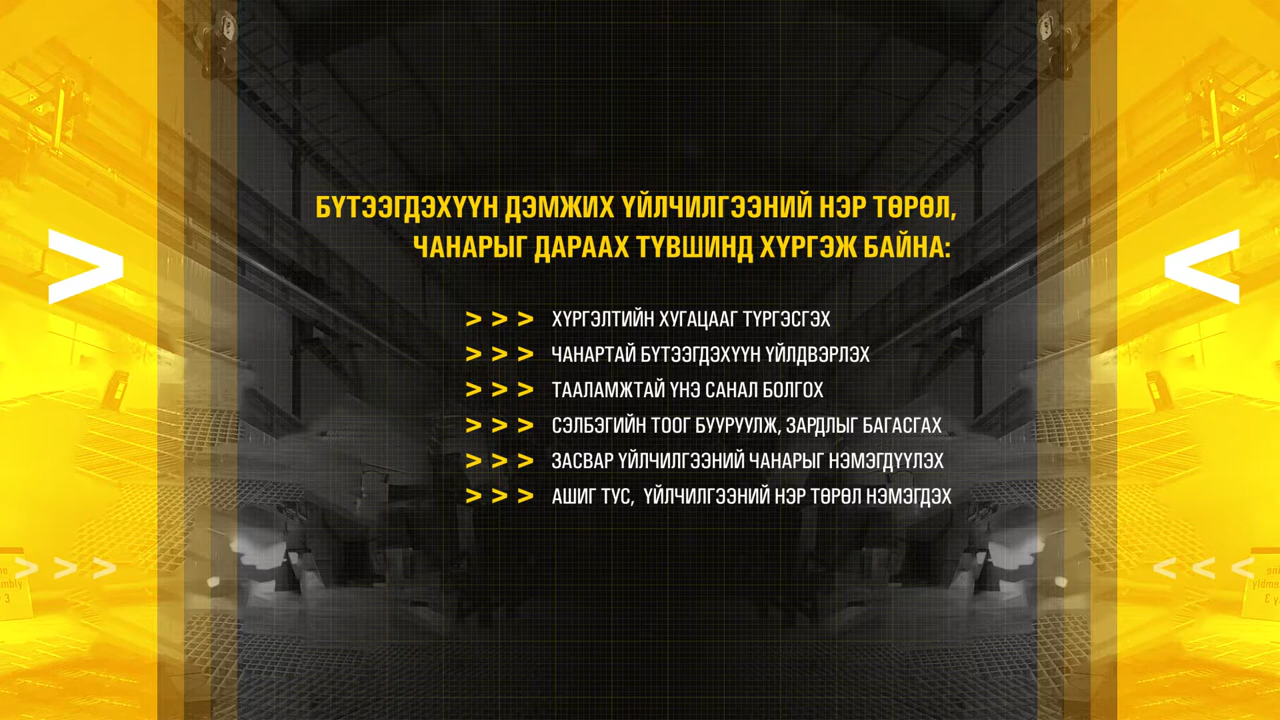 БҮТЭЭГДЭХҮҮН ДЭМЖИХ ҮЙЛЧИЛГЭЭНИЙ НЭР ТӨРӨЛ,
ЧАНАРЫГ ДАРААХ ТҮВШИНД ХҮРГЭЖ БАЙНА:
> > > ХҮРГЭЛТИЙН ХУГАЦААГ ТҮРГЭСГЭХ
> > > ЧАНАРТАЙ БҮТЭЭГДЭХҮҮН ҮЙЛДВЭРЛЭХ
> > > ТААЛАМЖТАЙ ҮНЭ САНАЛ БОЛГОХ
> > > СЭЛБЭГИЙН ТООГ БУУРУУЛЖ, ЗАРДЛЫГ БАГАСГАХ
> > > ЗАСВАР ҮЙЛЧИЛГЭЭНИЙ ЧАНАРЫГ НЭМЭГДҮҮЛЭХ
> > > АШИГ ТУС, ҮЙЛЧИЛГЭЭНИЙ НЭР ТӨРӨЛ НЭМЭГДЭХ